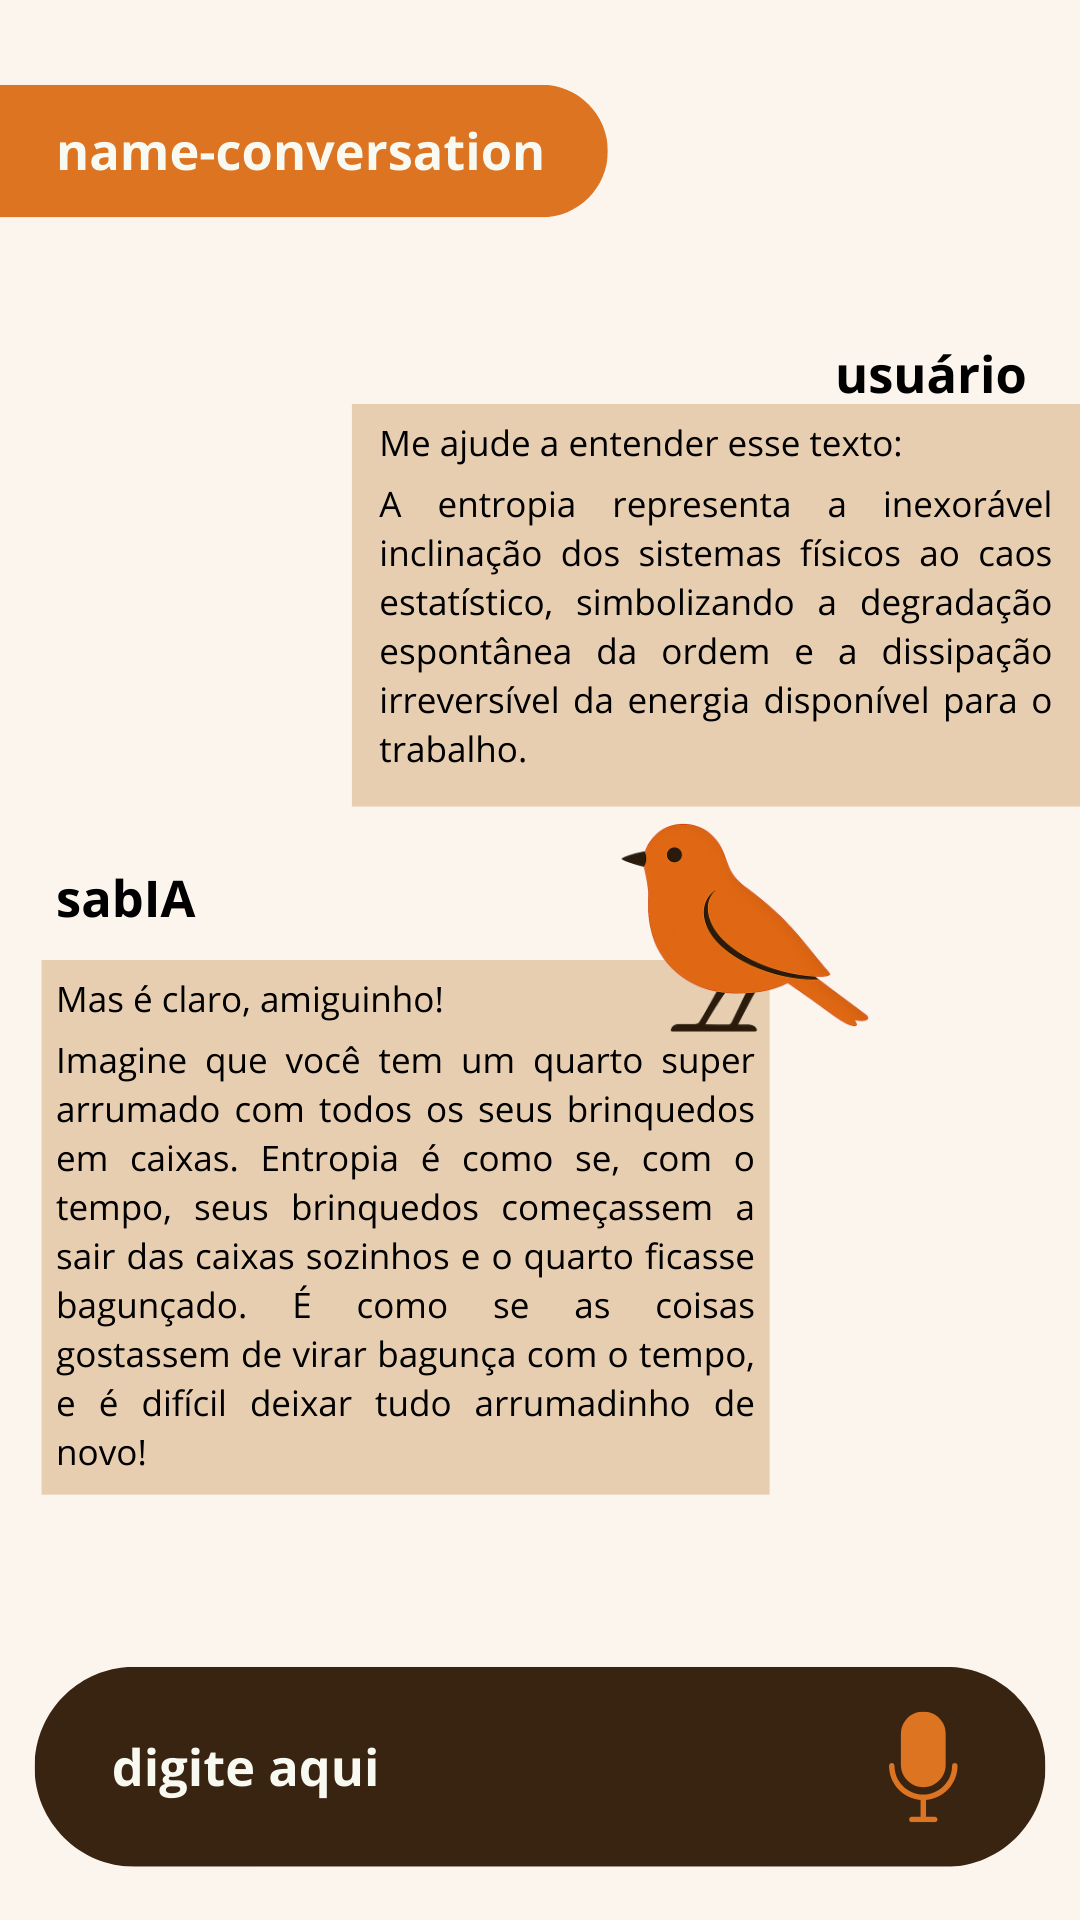 name-conversation
usuário
Me ajude a entender esse texto:
A entropia representa a inexorável
inclinação dos sistemas físicos ao caos
estatístico, simbolizando a degradação
espontânea da ordem e a dissipação
irreversível da energia disponível para o
trabalho.
sabIA
Mas é claro, amiguinho!
Imagine que você tem um quarto super
arrumado com todos os seus brinquedos
em caixas. Entropia é como se, com o
tempo, seus brinquedos começassem a
sair das caixas sozinhos e o quarto ficasse
bagunçado. É como se as coisas
gostassem de virar bagunça com o tempo,
e é difícil deixar tudo arrumadinho de
novo!
digite aqui